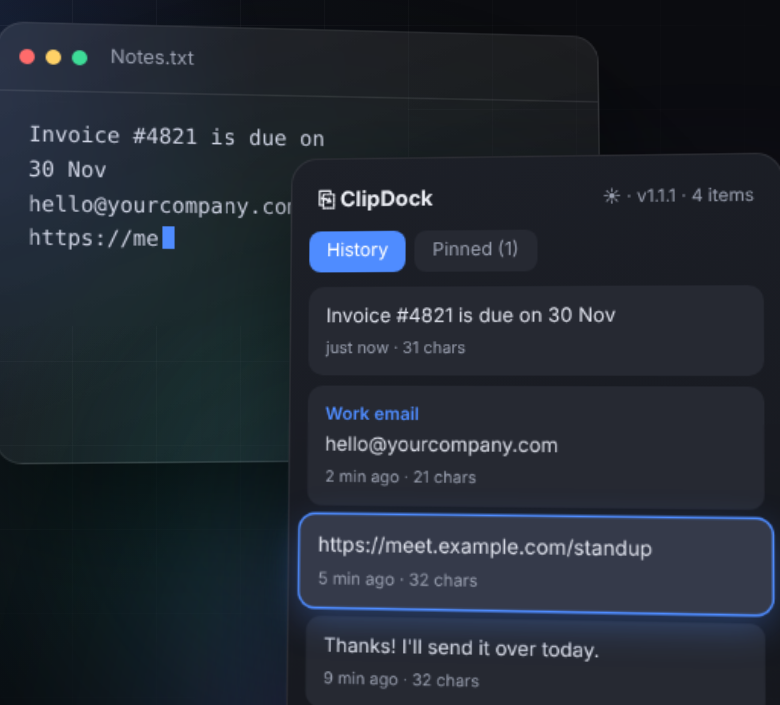 Notes.txt
Invoice #4821 is due on
30 Nov
hello@yourcompany.com
https://me
ClipDock
· v1.1.1 · 4 items
History
Pinned (1)
Invoice #4821 is due on 30 Nov
just now · 31 chars
Work email
hello@yourcompany.com
2 min ago · 21 chars
https://meet.example.com/standup
5 min ago · 32 chars
Thanks! I'll send it over today.
9 min ago · 32 chars